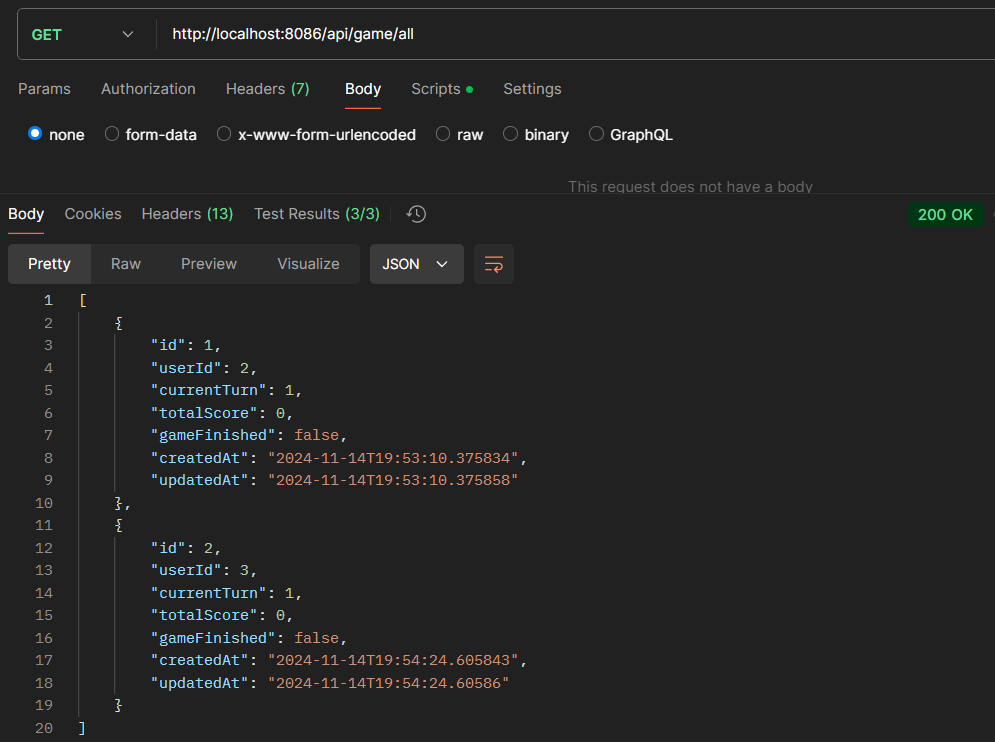 GET http://localhost:8086/api/game/all
Params Authorization Headers (7) Body Scripts Settings
none form-data x-www-form-urlencoded raw binary GraphQL
This request does not have a body
Body Cookies Headers (13) Test Results (3/3) 200 OK
Pretty Raw Preview Visualize JSON
1 [
2 {
3 "id": 1,
4 "userId": 2,
5 "currentTurn": 1,
6 "totalScore": 0,
7 "gameFinished": false,
8 "createdAt": "2024-11-14T19:53:10.375834",
9 "updatedAt": "2024-11-14T19:53:10.375858"
10 },
11 {
12 "id": 2,
13 "userId": 3,
14 "currentTurn": 1,
15 "totalScore": 0,
16 "gameFinished": false,
17 "createdAt": "2024-11-14T19:54:24.605843",
18 "updatedAt": "2024-11-14T19:54:24.60586"
19 }
20 ]